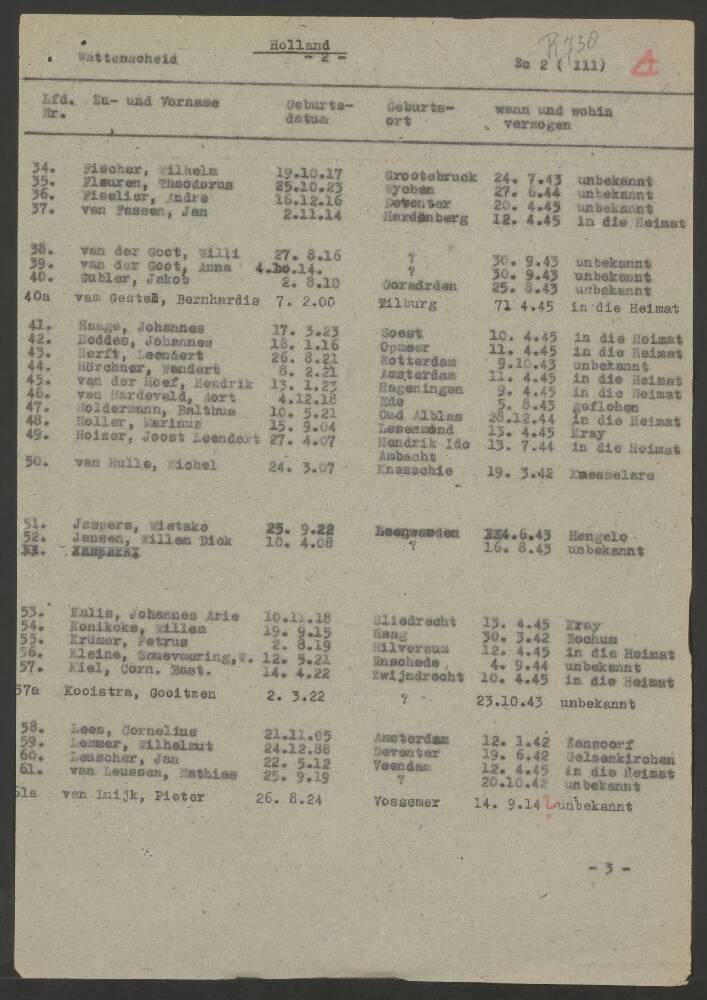 Holland
Wattenscheid - 2 - Zu 2 ( III) R 738 A
Lfd. Zu- und Vorname Geburts- Geburts- wann und wohin
Nr. datum ort verzogen
34. Fischer, Wilhelm 19.10.17 Grootebruck 24. 7.43 unbekannt
35. Fleuren, Theodorus 25.10.23 Wychen 27. 6.44 unbekannt
36. Fiselier, Andre 16.12.16 Deventer 20. 4.45 unbekannt
37. van Fassen, Jan 2.11.14 Hardenberg 12. 4.45 in die Heimat
38. van der Goot, Willi 27. 8.16 ? 30. 9.43 unbekannt
39. van der Goot, Anna 4.10.14. ? 30. 9.43 unbekannt
40. Gubler, Jakob 2. 8.10 25. 8.43 unbekannt
40a vam Gestem, Bernhardis 7. 2.00 Tilburg 71 4.45 in die Heimat
41. Haage, Johannes 17. 3.23 Soest 10. 4.45 in die Heimat
42. Heddes, Johannes 18. 1.16 Opmeer 11. 4.45 in die Heimat
43. Herft, Leendert 26. 8.21 Rotterdam 9.10.43 unbekannt
44. Hörchner, Wendert 8. 2.21 Amsterdam 11. 4.45 in die Heimat
45. van der Hoef, Hendrik 13. 1.23 Hageningen 9. 4.45 in die Heimat
46. van Hardeveld, Aort 4.12.18 Ede 5. 8.43 geflohen
47. Holdermann, Balthus 10. 5.21 Oud Alblas 28.12.44 in die Heimat
48. Holler, Marinus 15. 9.04 13. 4.45 Kray
49. Hoizer, Joost Leendert 27. 4.07 Hendrik Ido 13. 7.44 in die Heimat
Ambacht
50. van Hulle, Michel 24. 3.07 Knesschie 19. 3.42 Kaesselare
51. Jaspers, Wietske 25. 9.22 Leenwarden 4.6.43 Hengelo
52. Jansen, Willem Dick 10. 4.08 ? 16. 8.43 unbekannt
53. Kalis, Johannes Arie 10.11.18 Sliedrecht 13. 4.45 Kray
54. Konikoks, Willem 19. 9.15 Haag 30. 3.42 Bochum
55. Krümer, Petrus 2. 8.19 Hilversum 12. 4.45 in die Heimat
56. Kleine, W. 12. 5.21 Enschede 4. 9.44 unbekannt
57. Kiel, Corn. Bast. 14. 4.22 Zwijndrecht 10. 4.45 in die Heimat
57a Kooistra, Gooitzen 2. 3.22 ? 23.10.43 unbekannt
58. Leen, Cornelius 21.11.05 Amsterdam 12. 1.42 Zansoorf
59. Lemmer, Wilhelmut 24.12.88 Deventer 19. 6.42 Gelsenkirchen
60. Leuscher, Jan 22. 5.12 Veendam 12. 4.45 in die Heimat
61. van Leussen, Mathias 25. 9.19 ? 20.10.42 unbekannt
61a van Luijk, Pieter 26. 8.24 Vossemer 14. 9.14 ? unbekannt
- 3 -